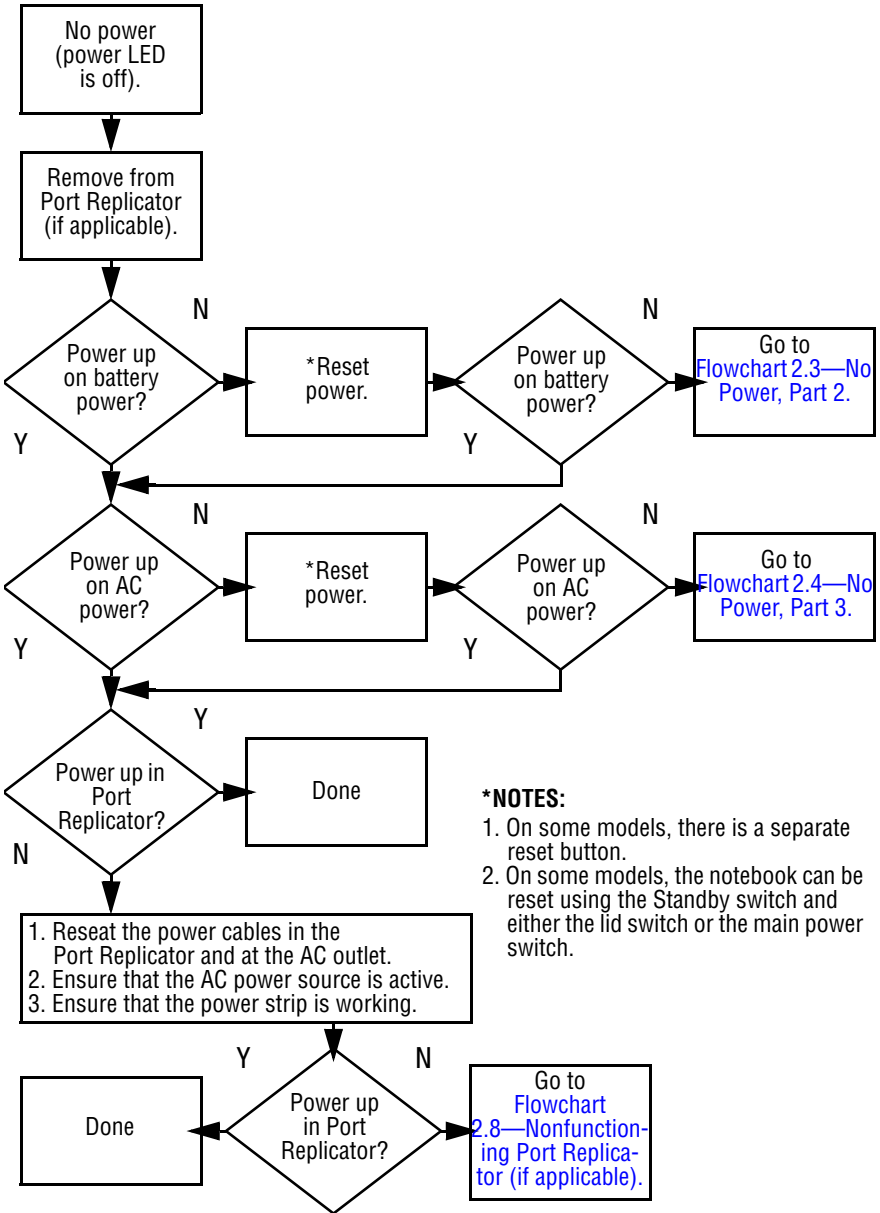 No power
(power LED
is off).
Remove from
Port Replicator
(if applicable).
N
Power up
on battery
power?
Y
*Reset
power.
N
Power up
on battery
power?
Y
Go to
Flowchart 2.3—No
Power, Part 2.
N
Power up
on AC
power?
Y
*Reset
power.
N
Power up
on AC
power?
Y
Go to
Flowchart 2.4—No
Power, Part 3.
Y
Power up in
Port
Replicator?
N
Done
*NOTES:
1. On some models, there is a separate
reset button.
2. On some models, the notebook can be
reset using the Standby switch and
either the lid switch or the main power
switch.
1. Reseat the power cables in the
Port Replicator and at the AC outlet.
2. Ensure that the AC power source is active.
3. Ensure that the power strip is working.
Y
N
Done
Power up
in Port
Replicator?
Go to
Flowchart
2.8—Nonfunction-
ing Port Replica-
tor (if applicable).